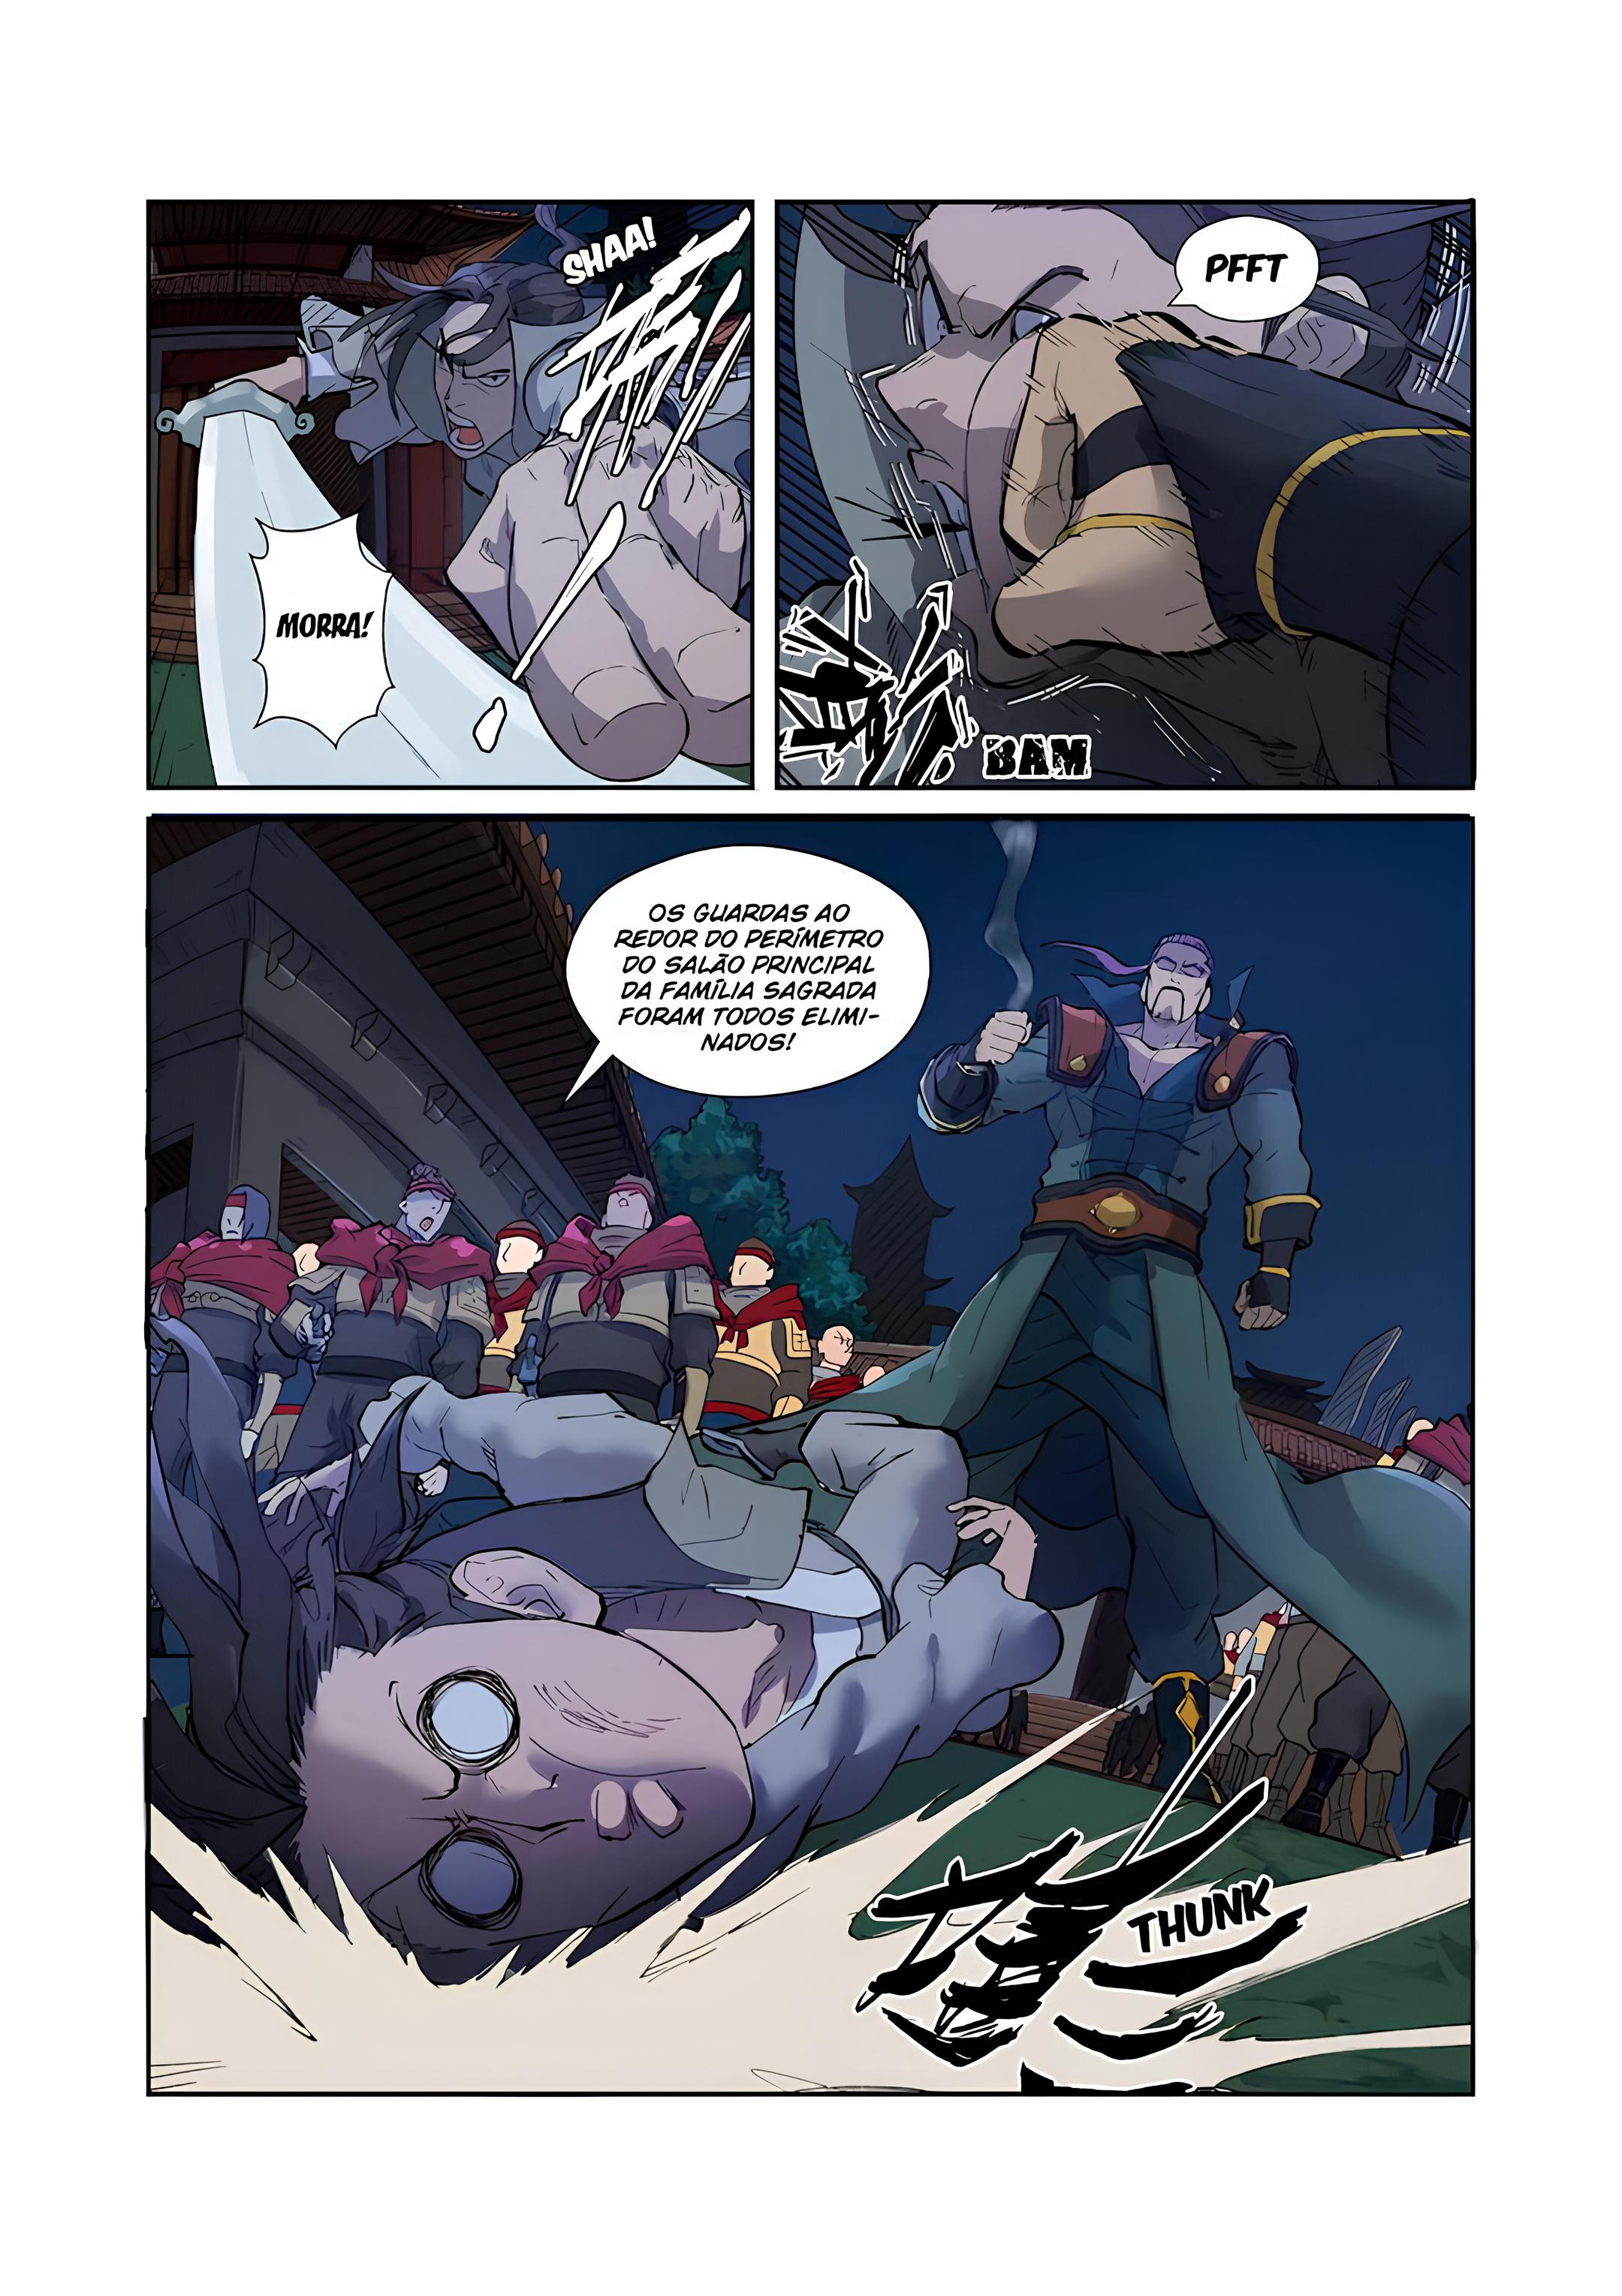 SHAA!
MORRA!
PFFT
BAM
OS GUARDAS AO
REDOR DO PERÍMETRO
DO SALÃO PRINCIPAL
DA FAMÍLIA SAGRADA
FORAM TODOS ELIMI-
NADOS!
THUNK